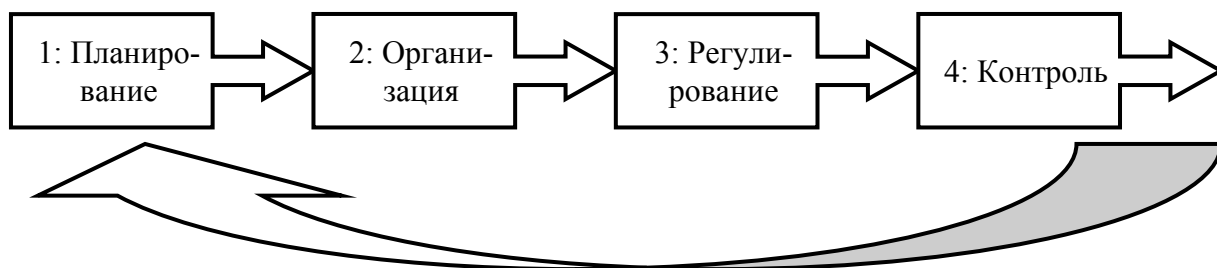 1: Планиро-
вание
2: Органи-
зация
3: Регули-
рование
4: Контроль